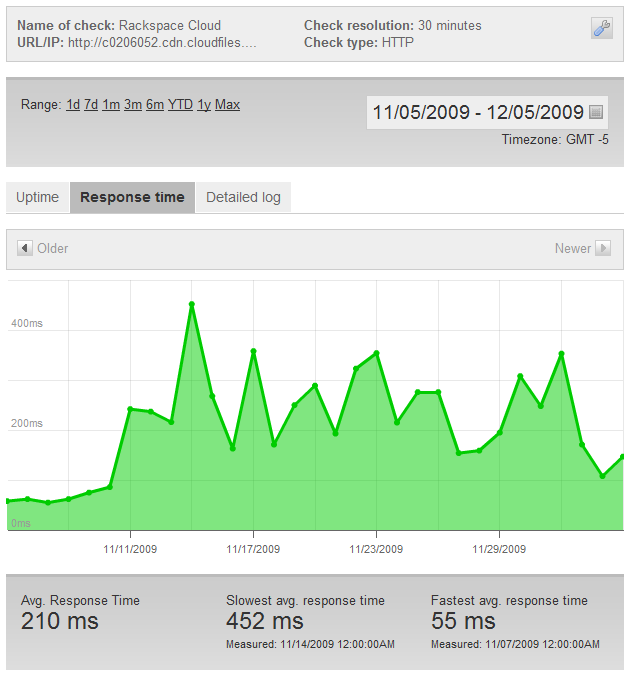 Name of check: Rackspace Cloud
Check resolution: 30 minutes
URL/IP: http://c0206052.cdn.cloudfiles....
Check type: HTTP
Range: 1d 7d 1m 3m 6m YTD 1y Max
11/05/2009 - 12/05/2009
Timezone: GMT -5
Uptime Response time Detailed log
Older Newer
400ms
200ms
0ms
11/11/2009 11/17/2009 11/23/2009 11/29/2009
Avg. Response Time
210 ms
Slowest avg. response time
452 ms
Measured: 11/14/2009 12:00:00AM
Fastest avg. response time
55 ms
Measured: 11/07/2009 12:00:00AM